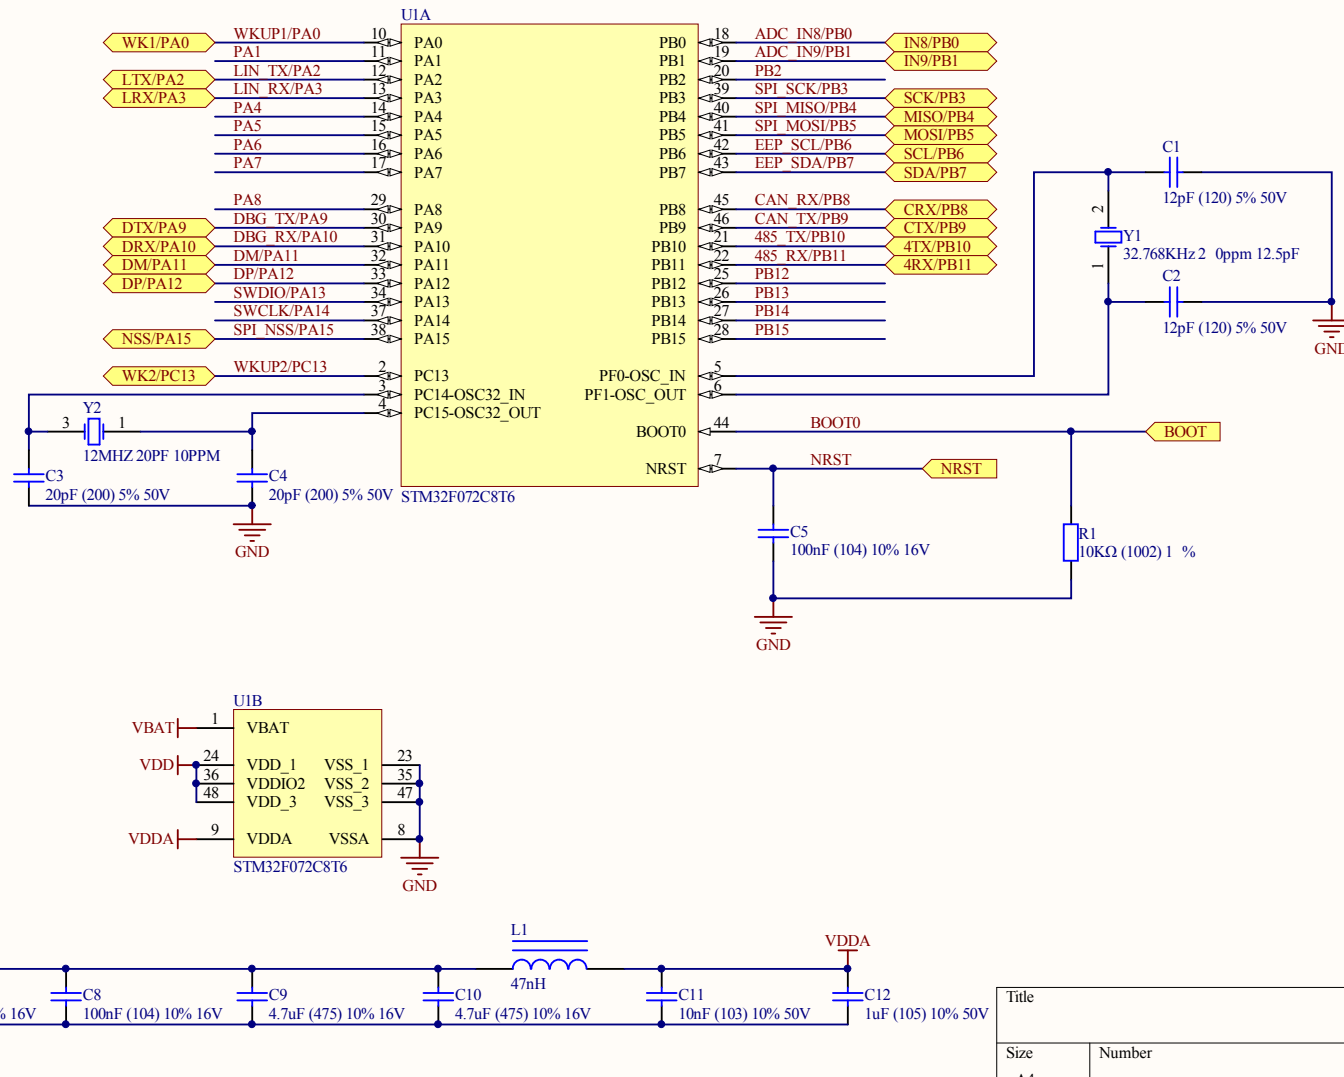 U1A
WK1/PA0 WKUP1/PA0 10 PA0 PB0 18 ADC_IN8/PB0 IN8/PB0
PA1 11 PA1 PB1 19 ADC_IN9/PB1 IN9/PB1
LTX/PA2 LIN_TX/PA2 12 PA2 PB2 20 PB2
LRX/PA3 LIN_RX/PA3 13 PA3 PB3 39 SPI_SCK/PB3 SCK/PB3
PA4 14 PA4 PB4 40 SPI_MISO/PB4 MISO/PB4
PA5 15 PA5 PB5 41 SPI_MOSI/PB5 MOSI/PB5
PA6 16 PA6 PB6 42 EEP_SCL/PB6 SCL/PB6
PA7 17 PA7 PB7 43 EEP_SDA/PB7 SDA/PB7
PA8 29 PA8 PB8 45 CAN_RX/PB8 CRX/PB8
DTX/PA9 DBG_TX/PA9 30 PA9 PB9 46 CAN_TX/PB9 CTX/PB9
DRX/PA10 DBG_RX/PA10 31 PA10 PB10 21 485_TX/PB10 4TX/PB10
DM/PA11 DM/PA11 32 PA11 PB11 22 485_RX/PB11 4RX/PB11
DP/PA12 DP/PA12 33 PA12 PB12 25 PB12
SWDIO/PA13 34 PA13 PB13 26 PB13
SWCLK/PA14 37 PA14 PB14 27 PB14
NSS/PA15 SPI_NSS/PA15 38 PA15 PB15 28 PB15
WK2/PC13 WKUP2/PC13 2 PC13 PF0-OSC_IN 5
3 PC14-OSC32_IN PF1-OSC_OUT 6
4 PC15-OSC32_OUT
BOOT0 44 BOOT0 BOOT
NRST 7 NRST NRST
STM32F072C8T6
C1
12pF (120) 5% 50V
2
Y1
32.768KHz 2 0ppm 12.5pF
1
C2
12pF (120) 5% 50V
GND
Y2
3 1
12MHZ 20PF 10PPM
C3
20pF (200) 5% 50V
C4
20pF (200) 5% 50V
GND
C5
100nF (104) 10% 16V
R1
10KΩ (1002) 1 %
GND
U1B
VBAT 1 VBAT
VDD 24 VDD_1 VSS_1 23
36 VDDIO2 VSS_2 35
48 VDD_3 VSS_3 47
VDDA 9 VDDA VSSA 8
STM32F072C8T6
GND
L1
47nH
VDDA
% 16V
C8
100nF (104) 10% 16V
C9
4.7uF (475) 10% 16V
C10
4.7uF (475) 10% 16V
C11
10nF (103) 10% 50V
C12
1uF (105) 10% 50V
Title
Size Number